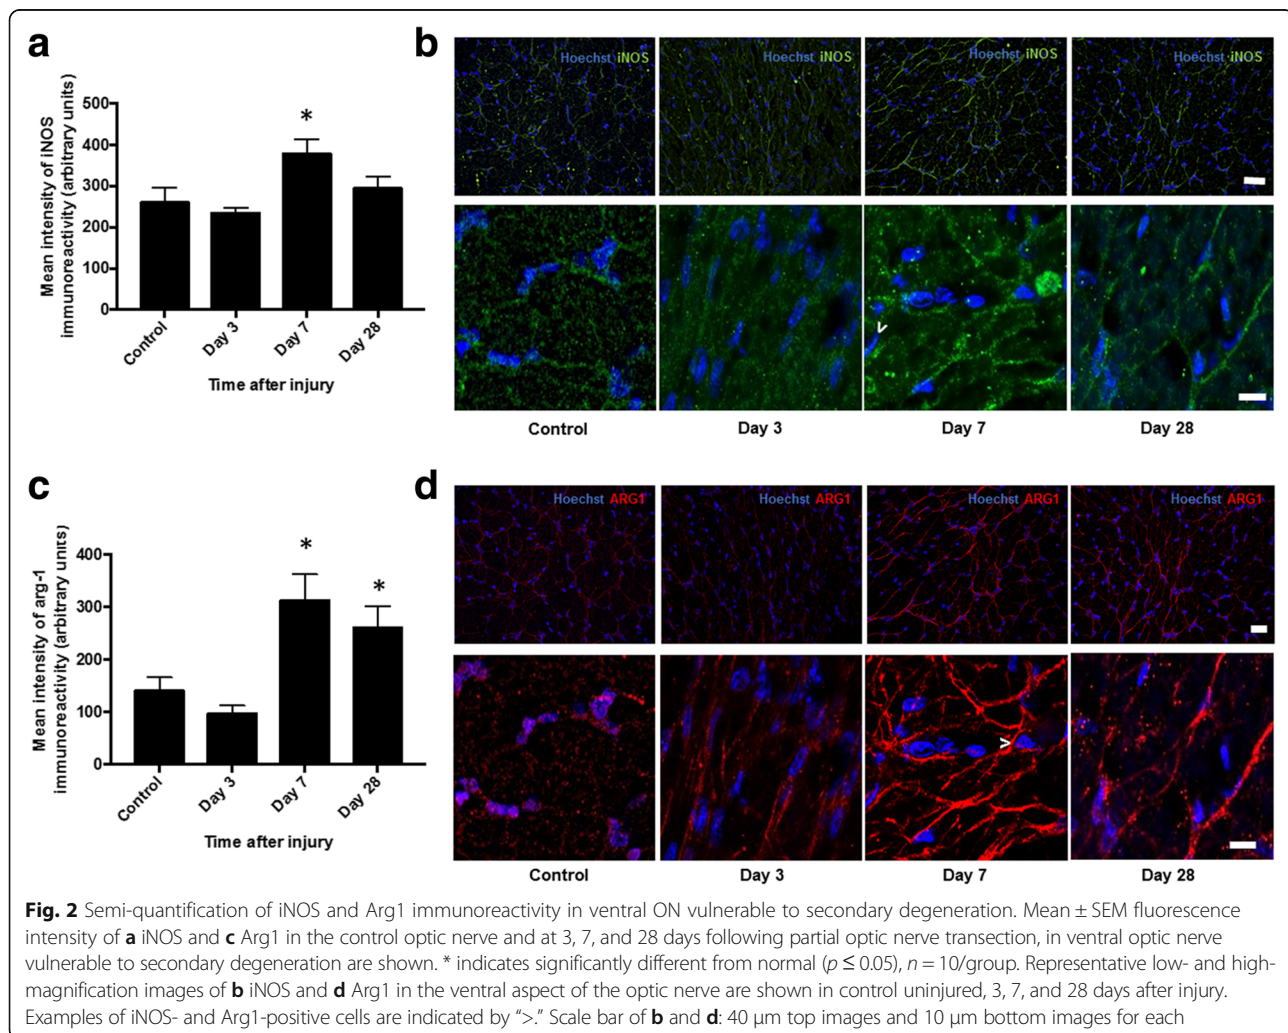 a
Mean intensity of iNOS
immunoreactivity (arbitrary units)
500
400
300
200
100
0
*
Control
Day 3
Day 7
Day 28
Time after injury
b
Hoechst iNOS
Hoechst iNOS
Hoechst iNOS
Hoechst iNOS
>
Control
Day 3
Day 7
Day 28
c
Mean intensity of arg-1
immunoreactivity (arbitrary units)
400
300
200
100
0
*
*
Control
Day 3
Day 7
Day 28
Time after injury
d
Hoechst ARG1
Hoechst ARG1
Hoechst ARG1
Hoechst ARG1
>
Control
Day 3
Day 7
Day 28
Fig. 2 Semi-quantification of iNOS and Arg1 immunoreactivity in ventral ON vulnerable to secondary degeneration. Mean ± SEM fluorescence
intensity of a iNOS and c Arg1 in the control optic nerve and at 3, 7, and 28 days following partial optic nerve transection, in ventral optic nerve
vulnerable to secondary degeneration are shown. * indicates significantly different from normal (p ≤ 0.05), n = 10/group. Representative low- and high-
magnification images of b iNOS and d Arg1 in the ventral aspect of the optic nerve are shown in control uninjured, 3, 7, and 28 days after injury.
Examples of iNOS- and Arg1-positive cells are indicated by “>.” Scale bar of b and d: 40 μm top images and 10 μm bottom images for each